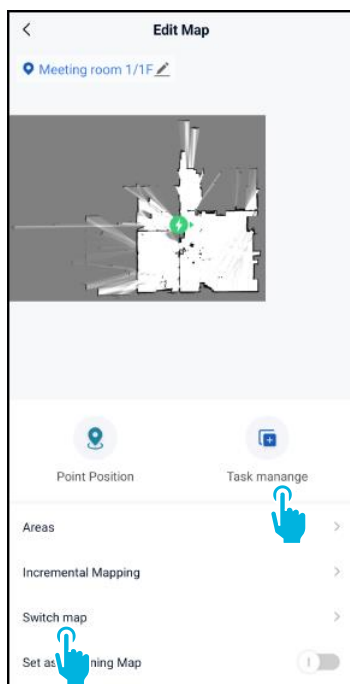 Edit Map
Meeting room 1/1F
Point Position Task manange
Areas
Incremental Mapping
Switch map
Set as ning Map